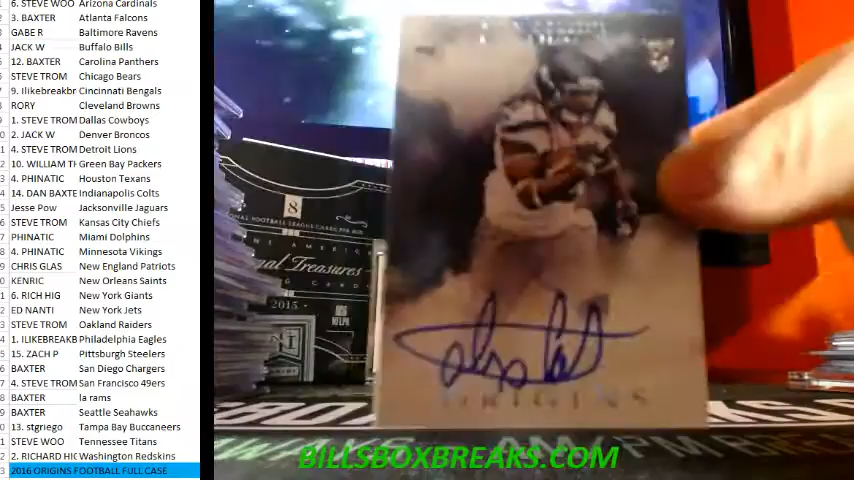 6. STEVE WOO Arizona Cardinals
3. BAXTER Atlanta Falcons
GABE R Baltimore Ravens
JACK W Buffalo Bills
12. BAXTER Carolina Panthers
STEVE TROM Chicago Bears
9. Ilikebreakbr Cincinnati Bengals
RORY Cleveland Browns
1. STEVE TROM Dallas Cowboys
2. JACK W Denver Broncos
4. STEVE TROM Detroit Lions
10. WILLIAM TH Green Bay Packers
4. PHINATIC Houston Texans
14. DAN BAXTE Indianapolis Colts
Jesse Pow Jacksonville Jaguars
STEVE TROM Kansas City Chiefs
PHINATIC Miami Dolphins
4. PHINATIC Minnesota Vikings
CHRIS GLAS New England Patriots
KENRIC New Orleans Saints
6. RICH HIG New York Giants
ED NANTI New York Jets
STEVE TROM Oakland Raiders
1. ILIKEBREAKB Philadelphia Eagles
15. ZACH P Pittsburgh Steelers
BAXTER San Diego Chargers
4. STEVE TROM San Francisco 49ers
BAXTER la rams
BAXTER Seattle Seahawks
13. stgriego Tampa Bay Buccaneers
STEVE WOO Tennessee Titans
2. RICHARD HIG Washington Redskins
2016 ORIGINS FOOTBALL FULL CASE
8
Treasures
2015
ORIGINS
BILLSBOXBREAKS.COM